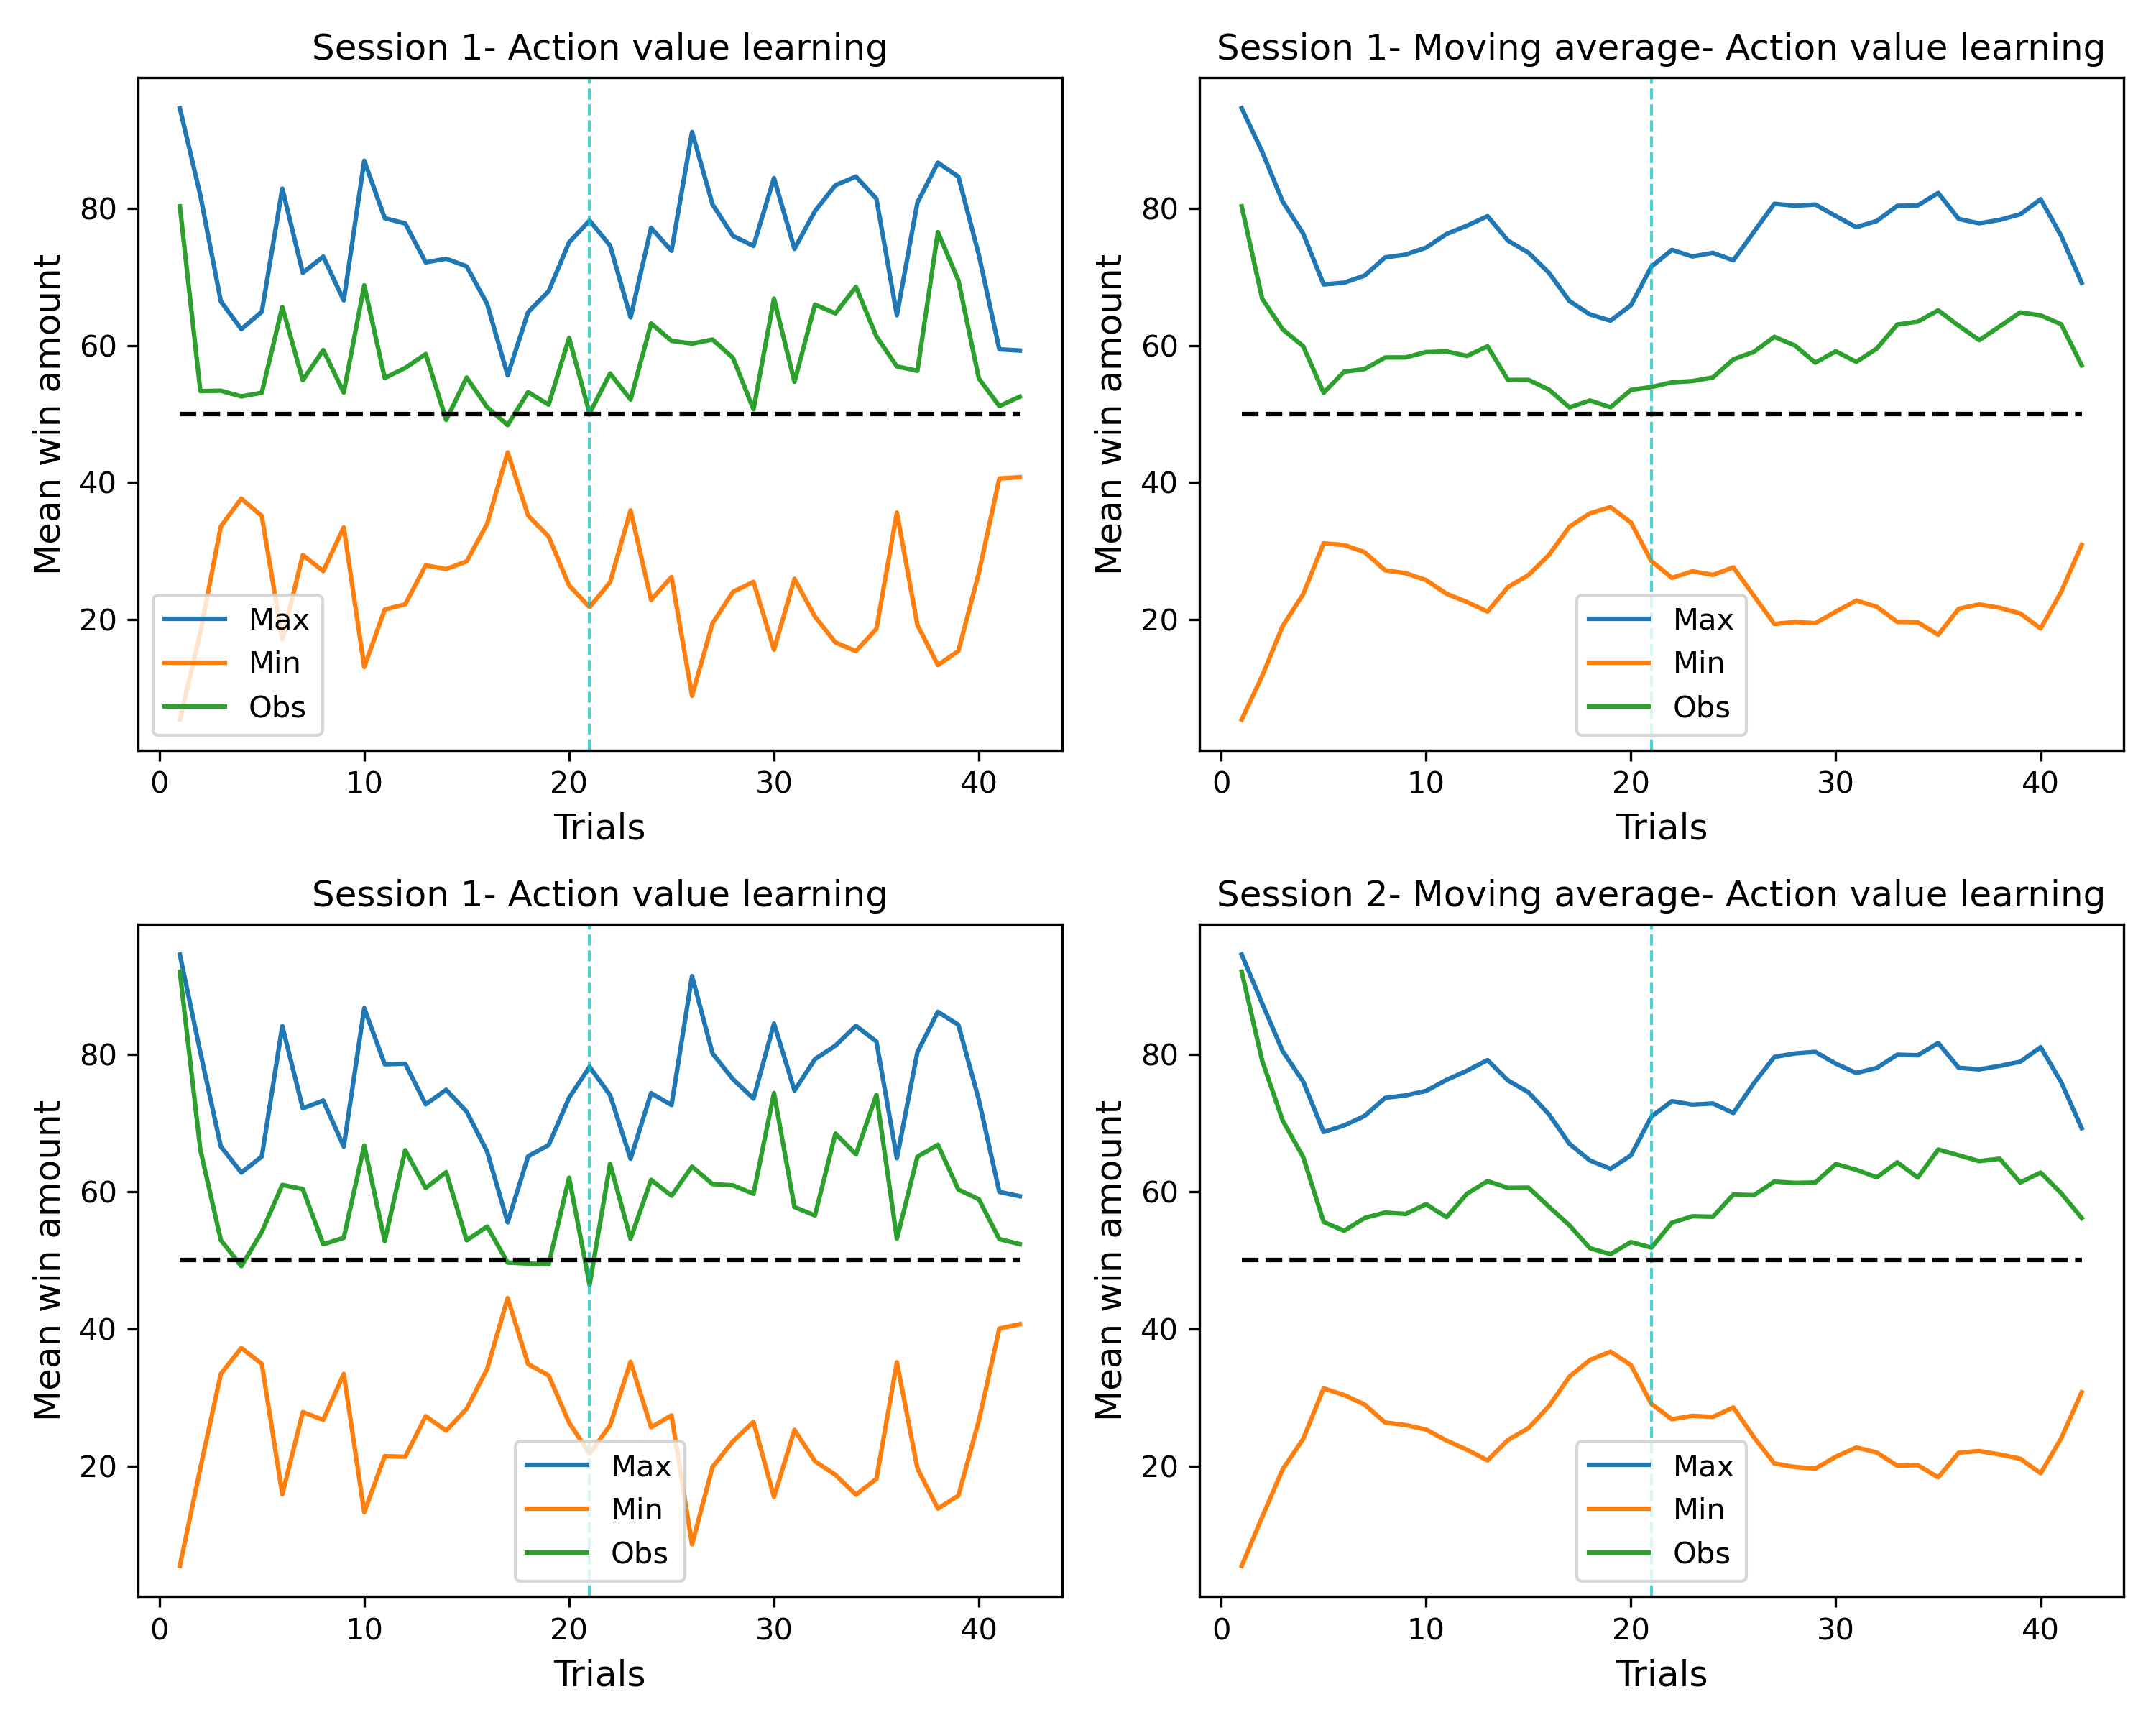 Session 1- Action value learning
Mean win amount
80
60
40
20
Max
Min
Obs
0 10 20 30 40
Trials
Session 1- Moving average- Action value learning
Mean win amount
80
60
40
20
Max
Min
Obs
0 10 20 30 40
Trials
Session 1- Action value learning
Mean win amount
80
60
40
20
Max
Min
Obs
0 10 20 30 40
Trials
Session 2- Moving average- Action value learning
Mean win amount
80
60
40
20
Max
Min
Obs
0 10 20 30 40
Trials